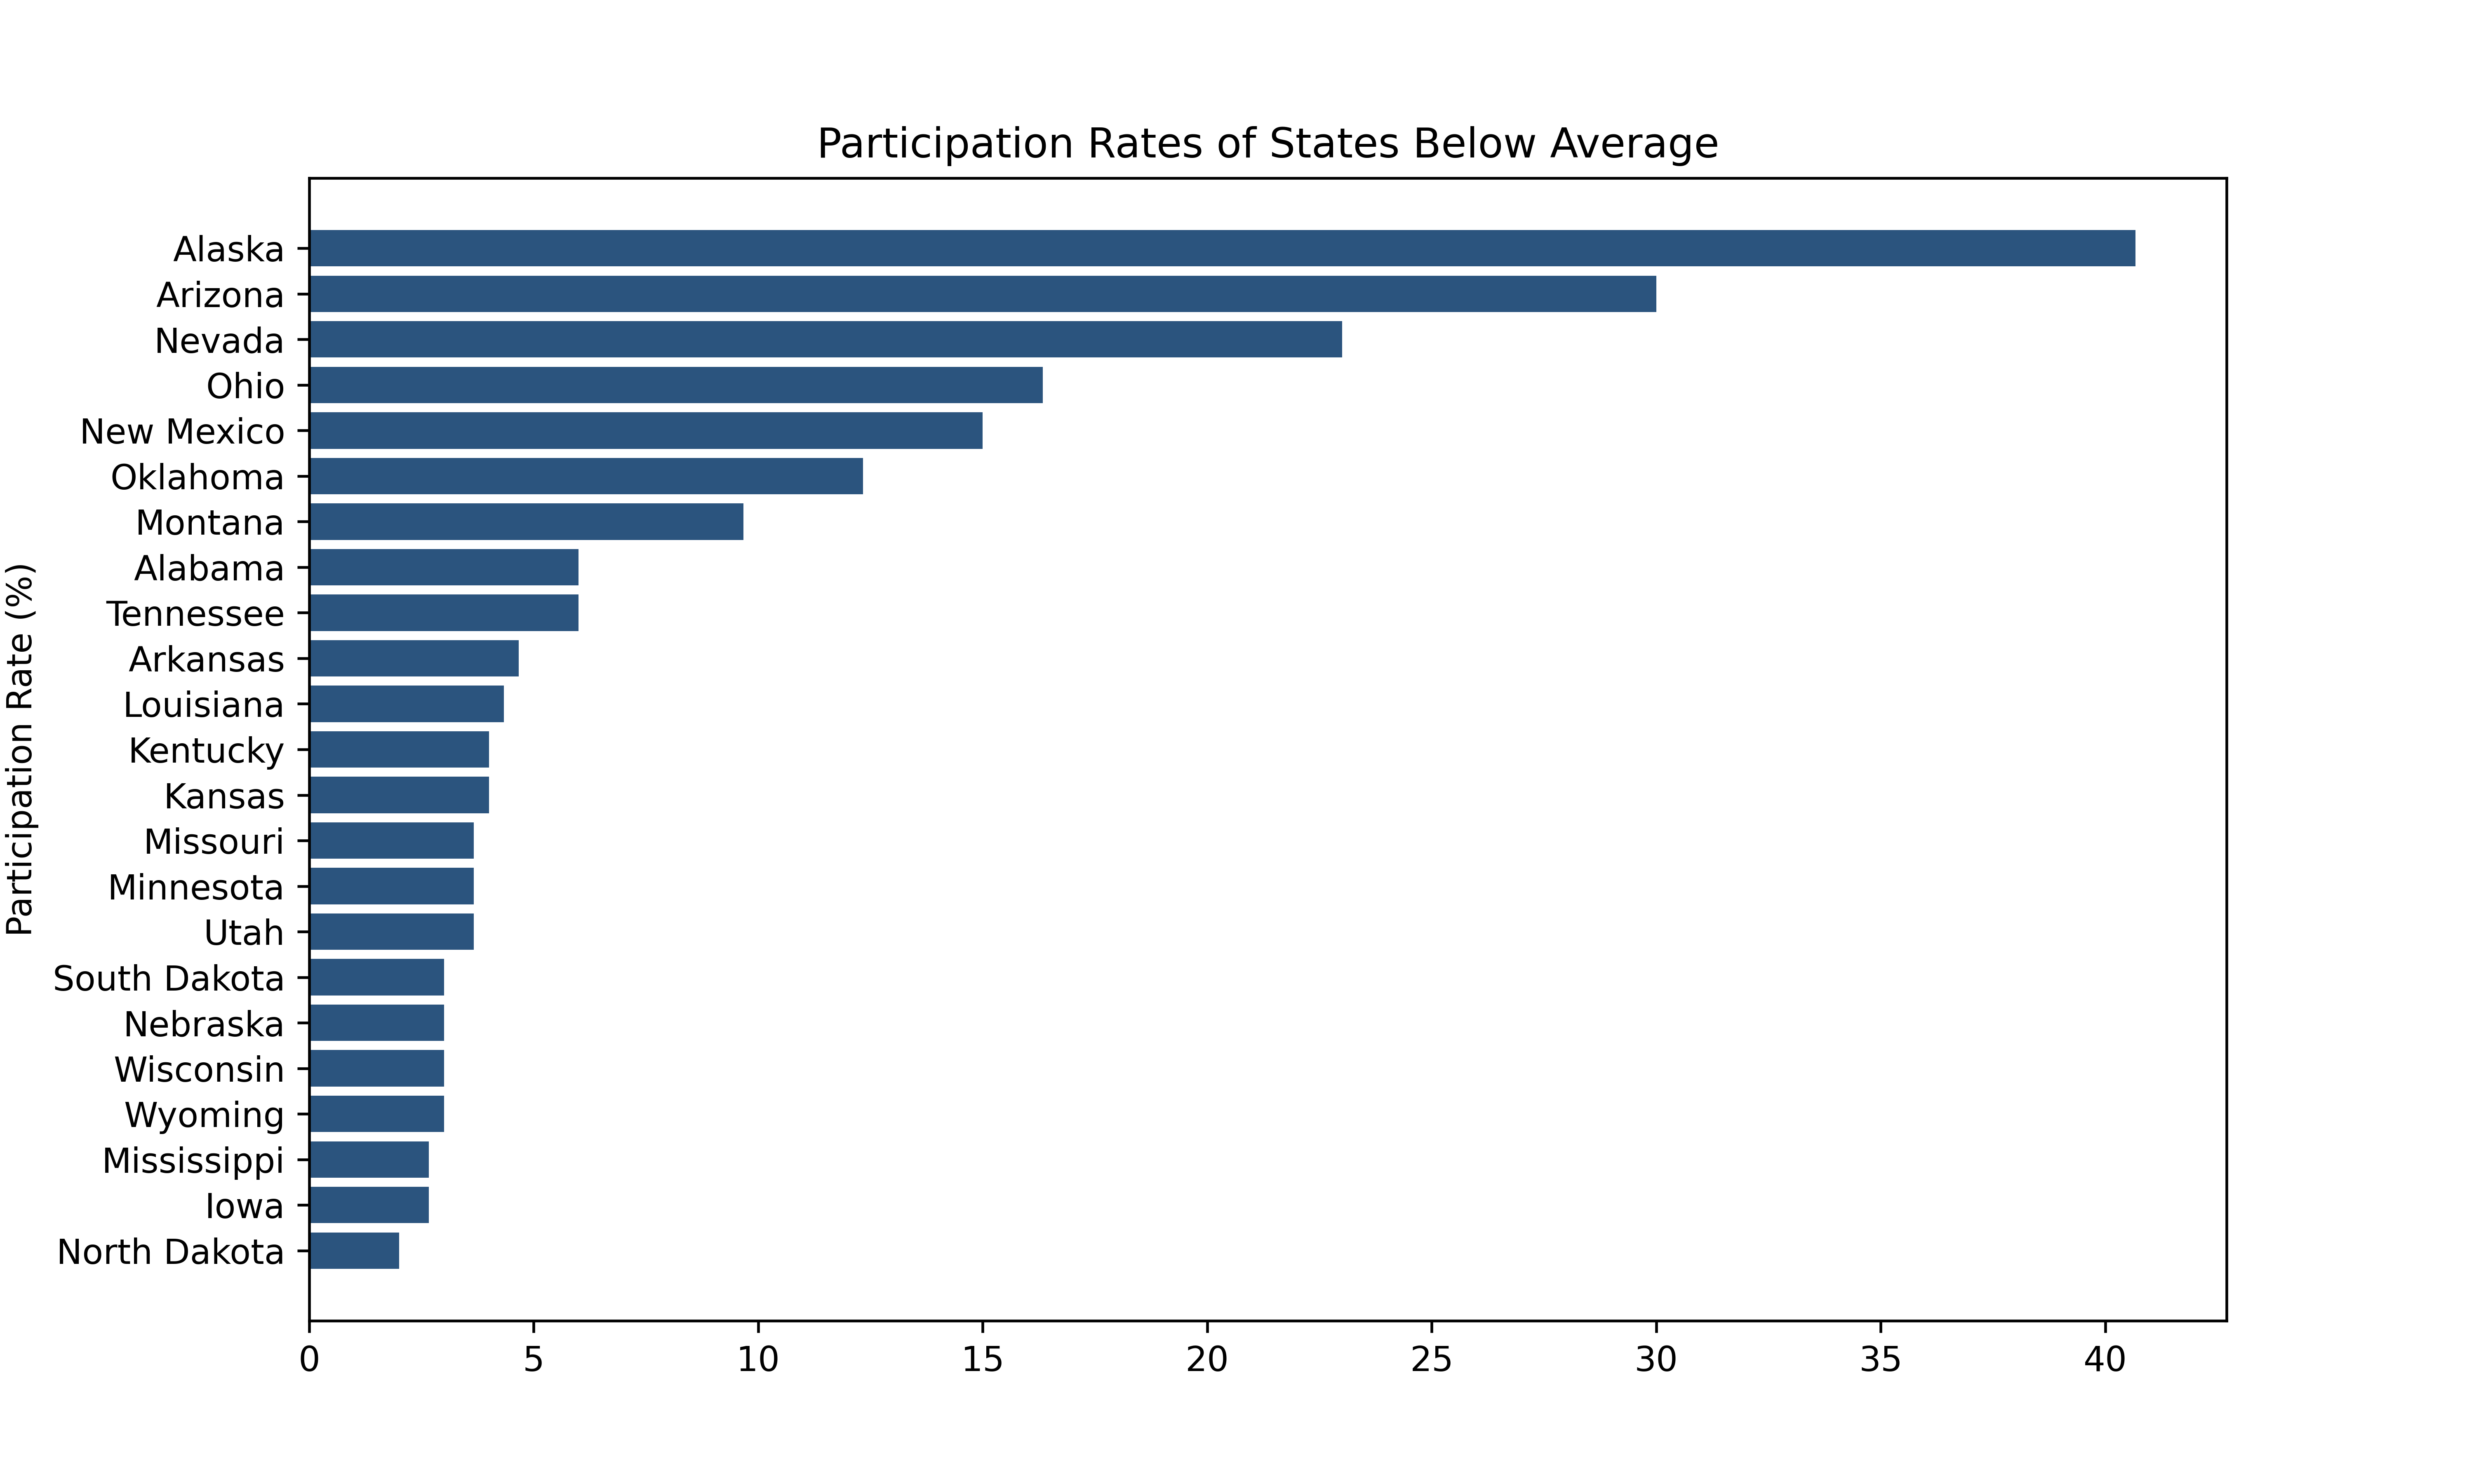 Participation Rates of States Below Average
Participation Rate (%)
Alaska
Arizona
Nevada
Ohio
New Mexico
Oklahoma
Montana
Alabama
Tennessee
Arkansas
Louisiana
Kentucky
Kansas
Missouri
Minnesota
Utah
South Dakota
Nebraska
Wisconsin
Wyoming
Mississippi
Iowa
North Dakota
0 5 10 15 20 25 30 35 40